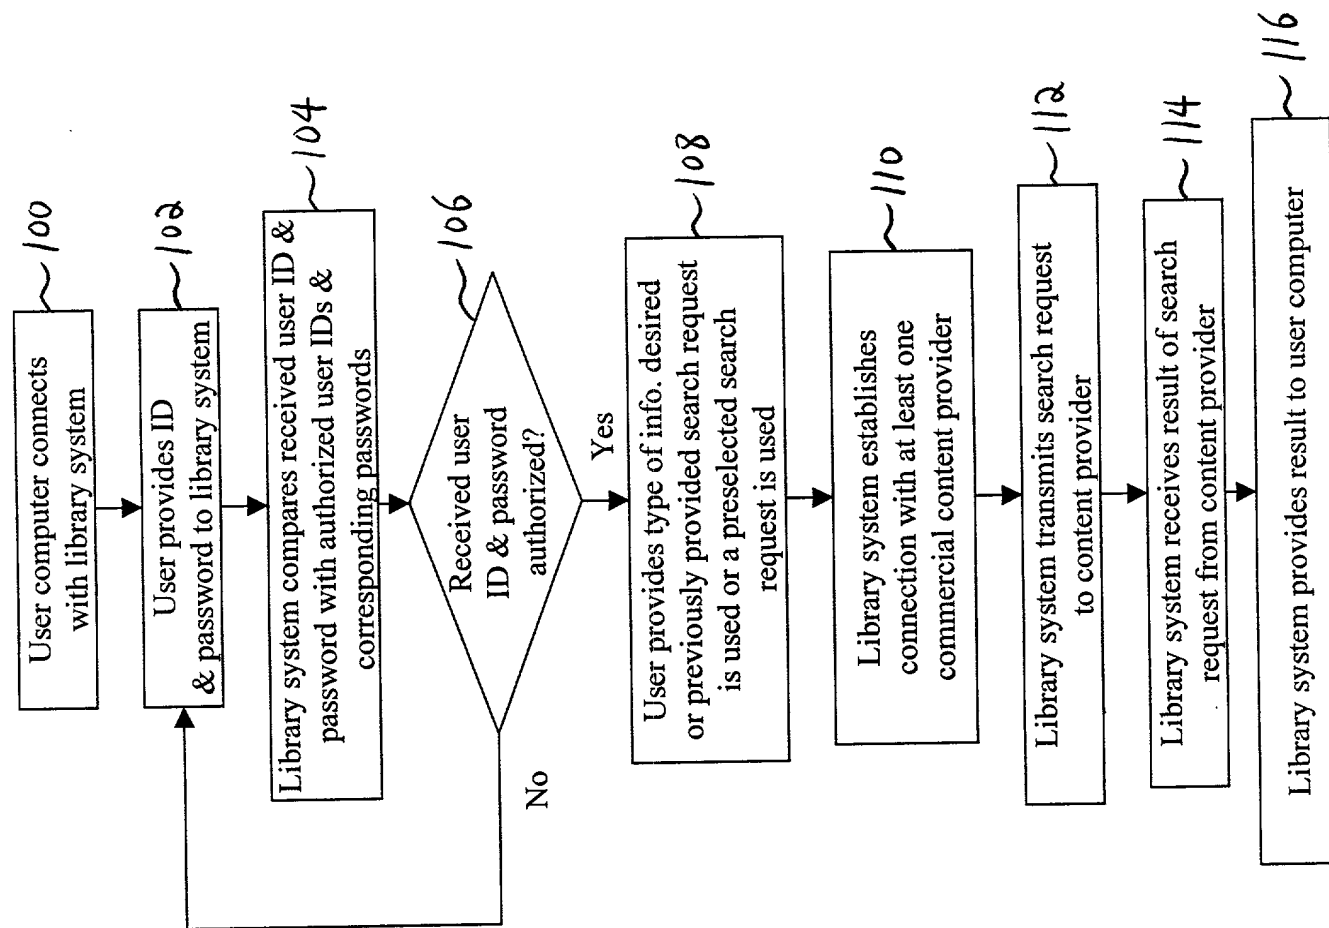 User computer connects
with library system
100
User provides ID
& password to library system
102
Library system compares received user ID &
password with authorized user IDs &
corresponding passwords
104
Received user
ID & password
authorized?
106
No
Yes
User provides type of info. desired
or previously provided search request
is used or a preselected search
request is used
108
Library system establishes
connection with at least one
commercial content provider
110
Library system transmits search request
to content provider
112
Library system receives result of search
request from content provider
114
Library system provides result to user computer
116